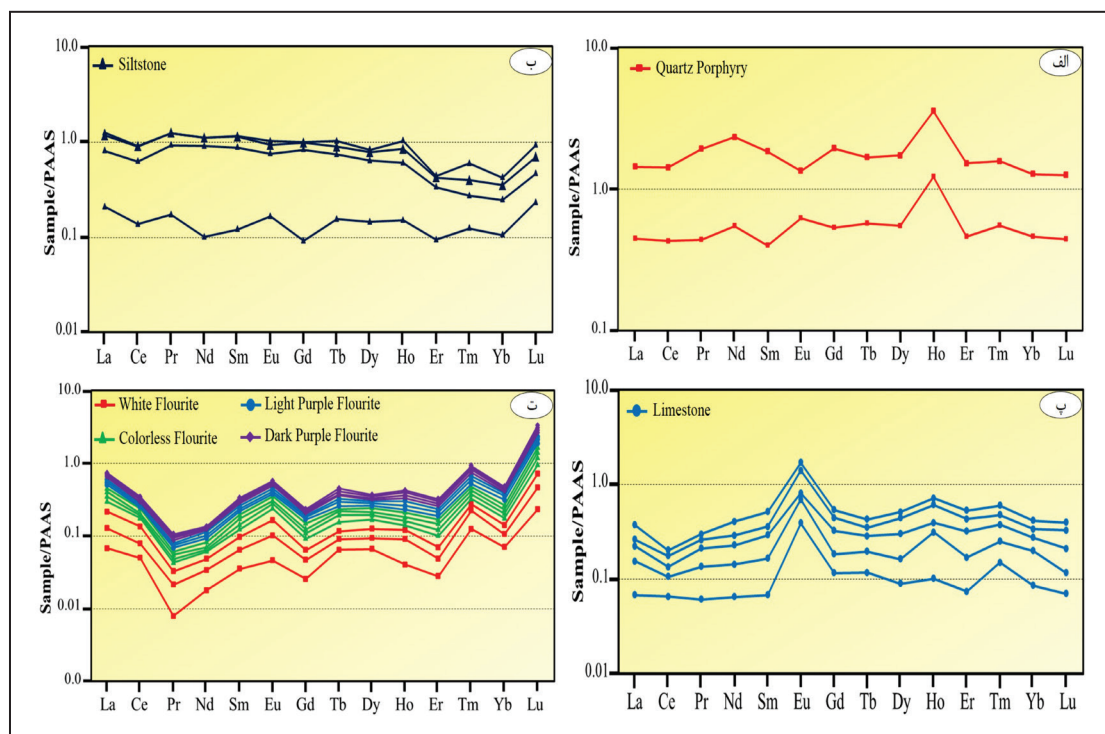 ب
Siltstone
Sample/PAAS
10.0
1.0
0.1
0.01
La Ce Pr Nd Sm Eu Gd Tb Dy Ho Er Tm Yb Lu
الف
Quartz Porphyry
Sample/PAAS
10.0
1.0
0.1
La Ce Pr Nd Sm Eu Gd Tb Dy Ho Er Tm Yb Lu
ت
White Flourite Light Purple Flourite
Colorless Flourite Dark Purple Flourite
Sample/PAAS
10.0
1.0
0.1
0.01
0.0
La Ce Pr Nd Sm Eu Gd Tb Dy Ho Er Tm Yb Lu
پ
Limestone
Sample/PAAS
10.0
1.0
0.1
0.01
La Ce Pr Nd Sm Eu Gd Tb Dy Ho Er Tm Yb Lu